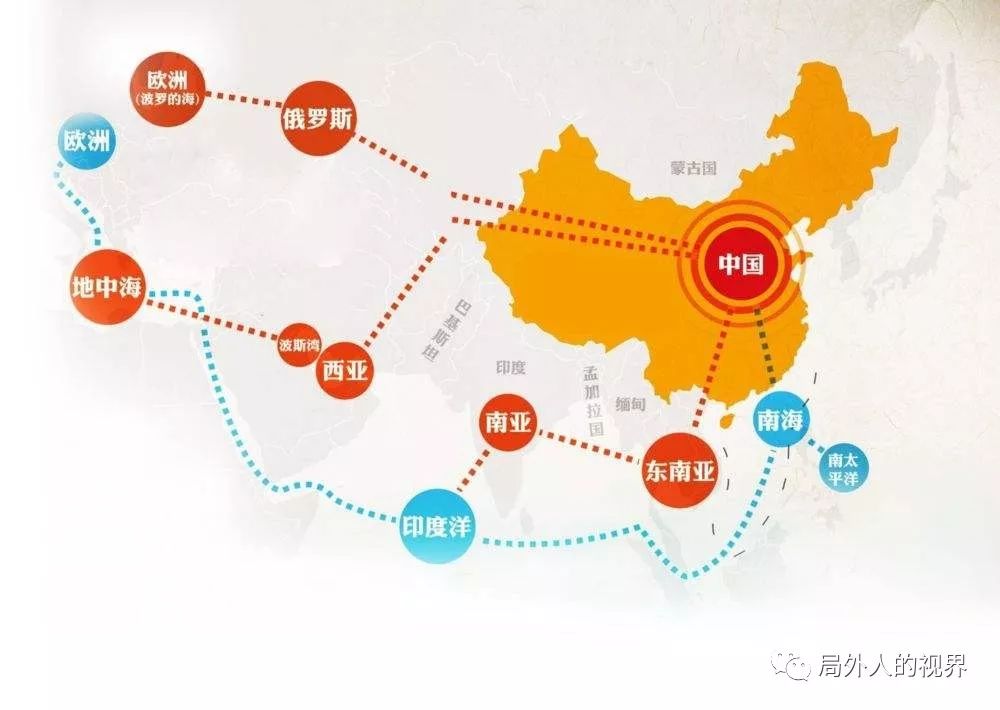 欧洲
(波罗的海)
俄罗斯
欧洲
蒙古国
中国
地中海
巴基斯坦
波斯湾
西亚
印度
孟加拉国
缅甸
南亚
南海
东南亚
南太
平洋
印度洋
局外人的视界